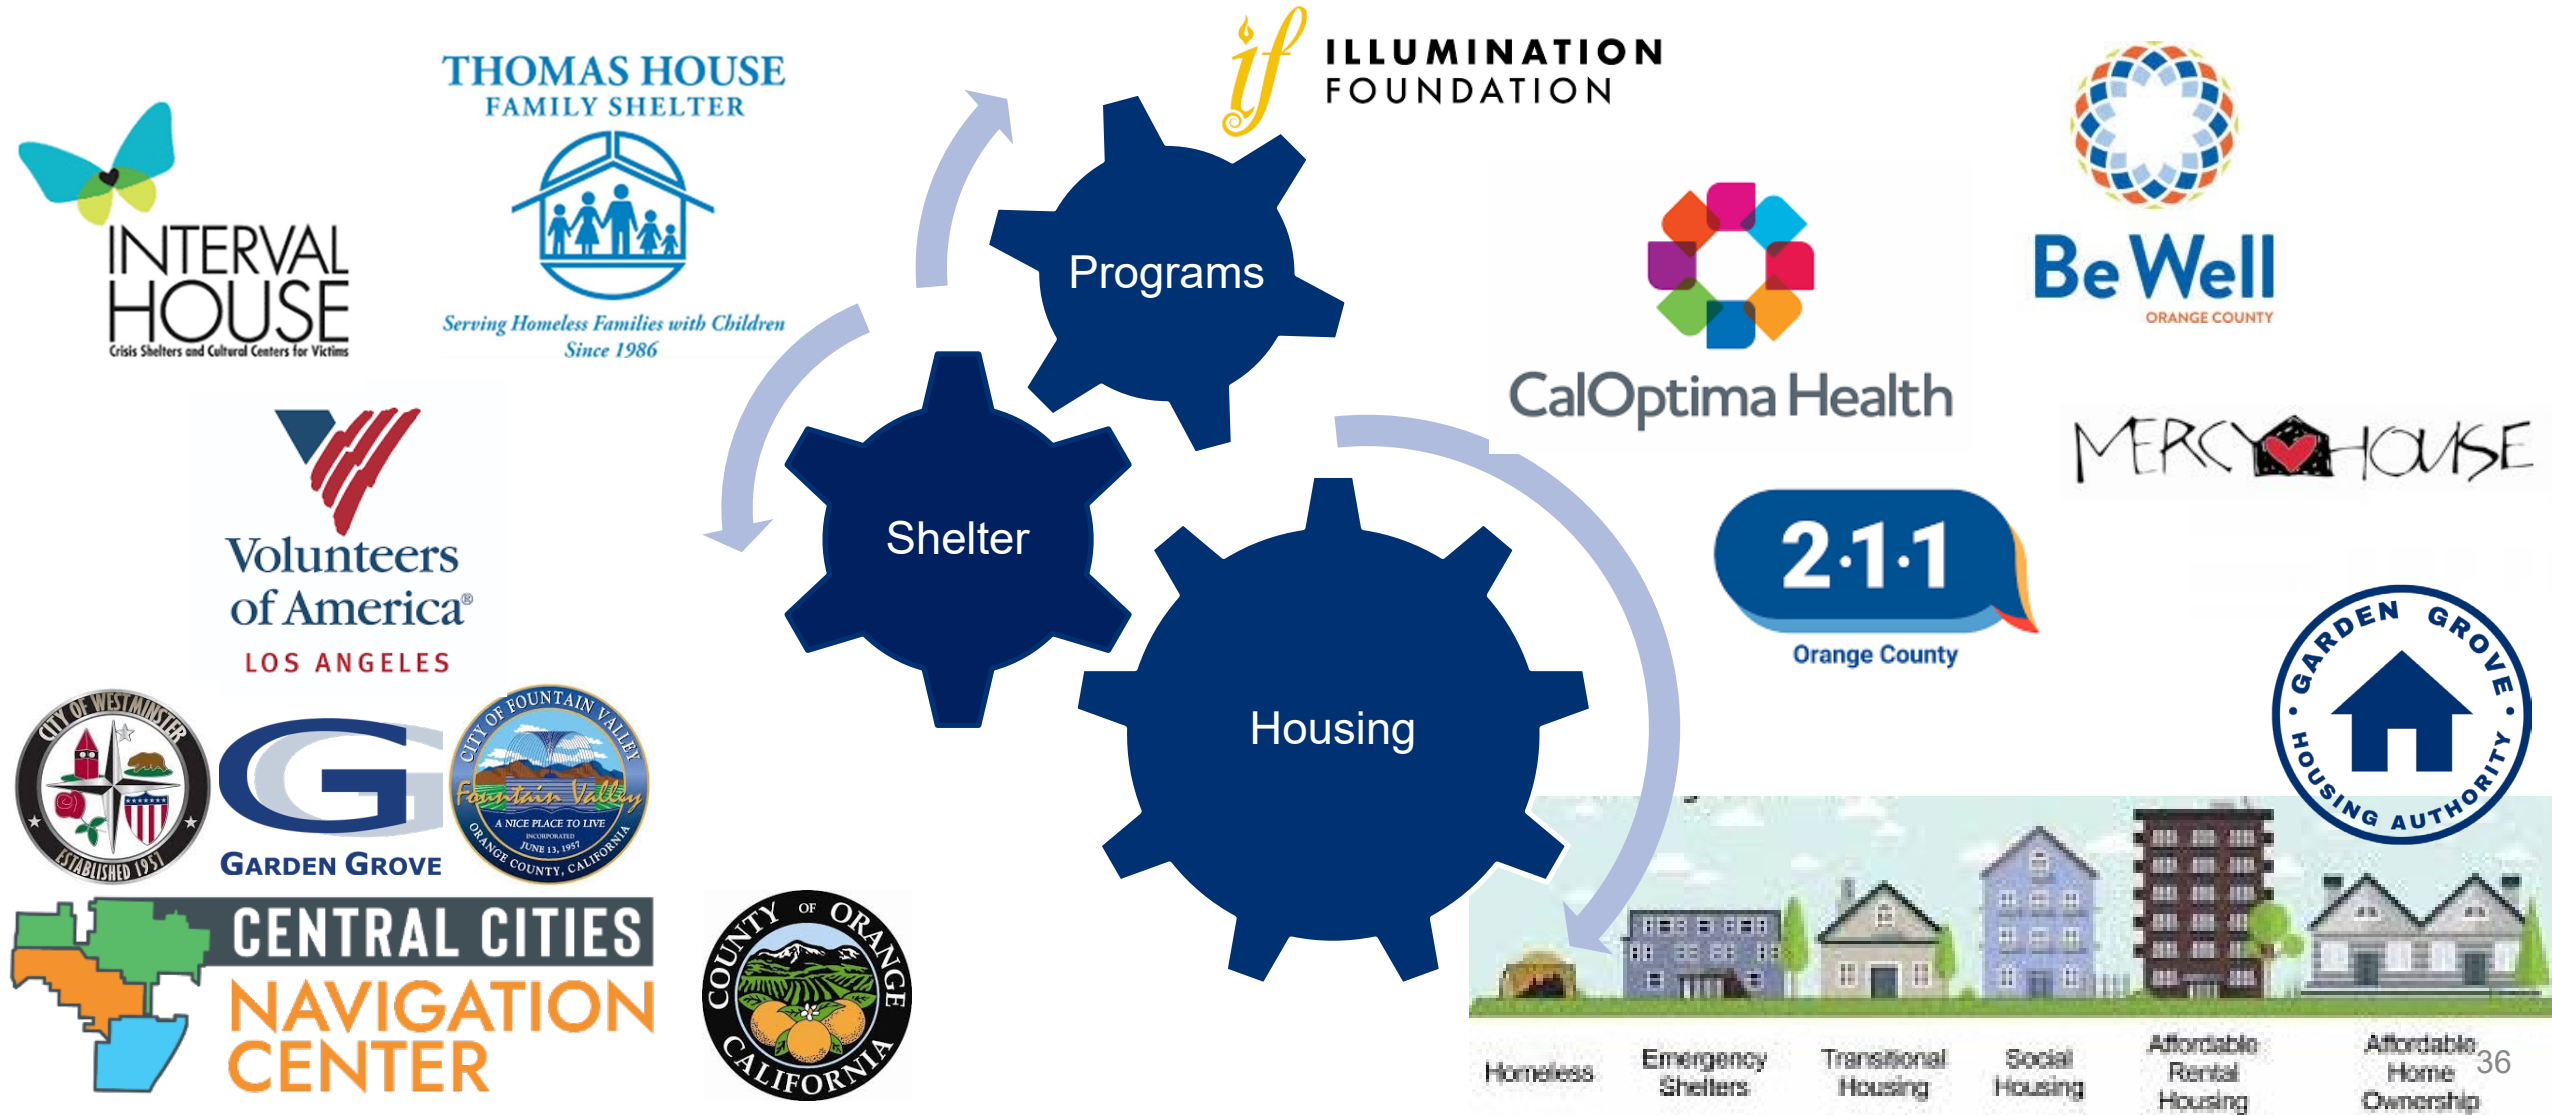 ILLUMINATION
FOUNDATION
THOMAS HOUSE
FAMILY SHELTER
Serving Homeless Families with Children
Since 1986
INTERVAL
HOUSE
Crisis Shelters and Cultural Centers for Victims
Programs
Be Well
ORANGE COUNTY
CalOptima Health
MERCY HOUSE
Volunteers
of America®
LOS ANGELES
Shelter
2·1·1
Orange County
Housing
GARDEN GROVE
HOUSING AUTHORITY
CITY OF WESTMINSTER
ESTABLISHED 1957
G
GARDEN GROVE
CITY OF FOUNTAIN VALLEY
Fountain Valley
A NICE PLACE TO LIVE
INCORPORATED
JUNE 13, 1957
ORANGE COUNTY, CALIFORNIA
CENTRAL CITIES
NAVIGATION
CENTER
COUNTY OF ORANGE
CALIFORNIA
Homeless
Emergency
Shelters
Transitional
Housing
Social
Housing
Affordable
Rental
Housing
Affordable
Home
Ownership
36